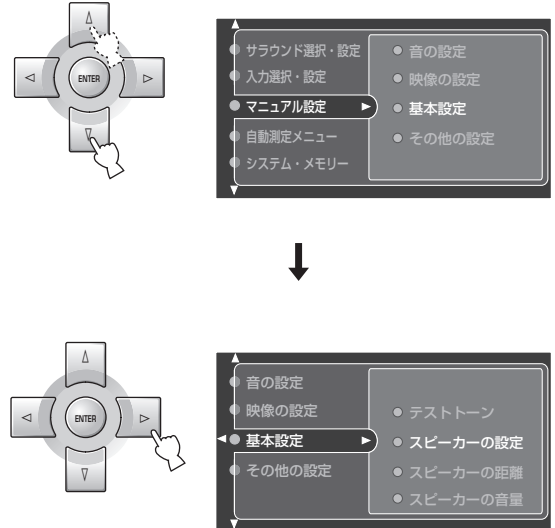 ENTER
サラウンド選択・設定
入力選択・設定
マニュアル設定
自動測定メニュー
システム・メモリー
音の設定
映像の設定
基本設定
その他の設定
ENTER
音の設定
映像の設定
基本設定
その他の設定
テストトーン
スピーカーの設定
スピーカーの距離
スピーカーの音量